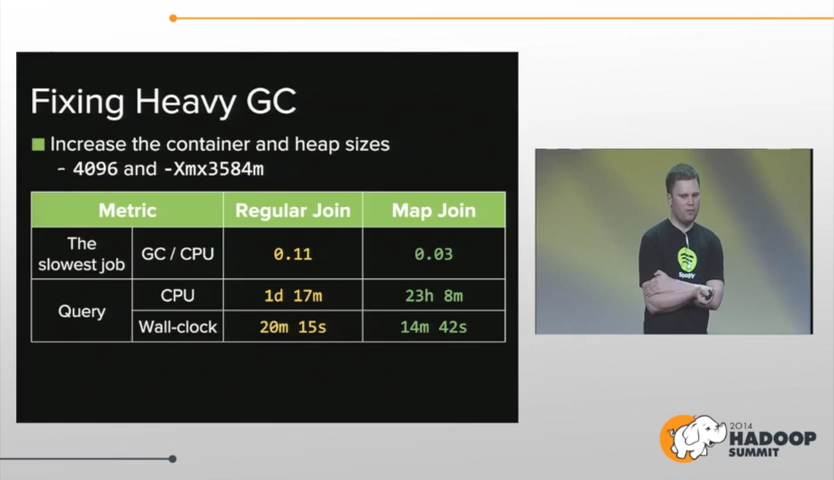 Fixing Heavy GC
Increase the container and heap sizes
- 4096 and -Xmx3584m
Metric Regular Join Map Join
The slowest job GC / CPU 0.11 0.03
Query CPU 1d 17m 23h 8m
Wall-clock 20m 15s 14m 42s
2014
HADOOP
SUMMIT